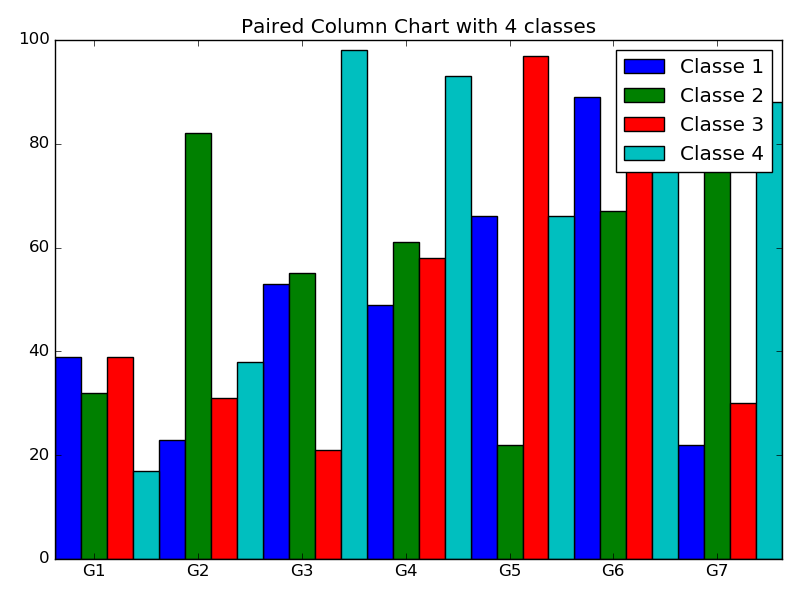 Paired Column Chart with 4 classes
100
80
60
40
20
0
Classe 1
Classe 2
Classe 3
Classe 4
G1 G2 G3 G4 G5 G6 G7